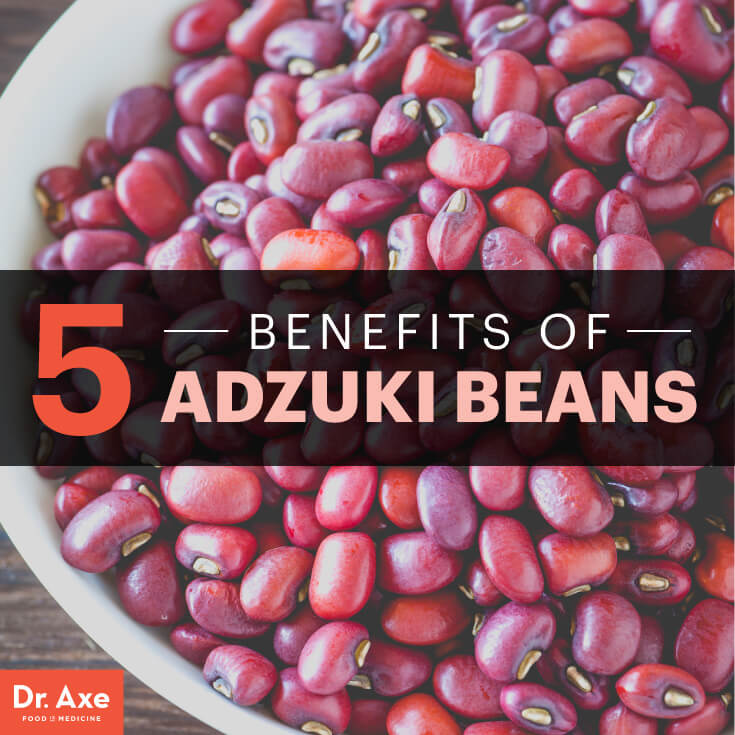 5
BENEFITS OF
ADZUKI BEANS
Dr. Axe
FOOD IS MEDICINE